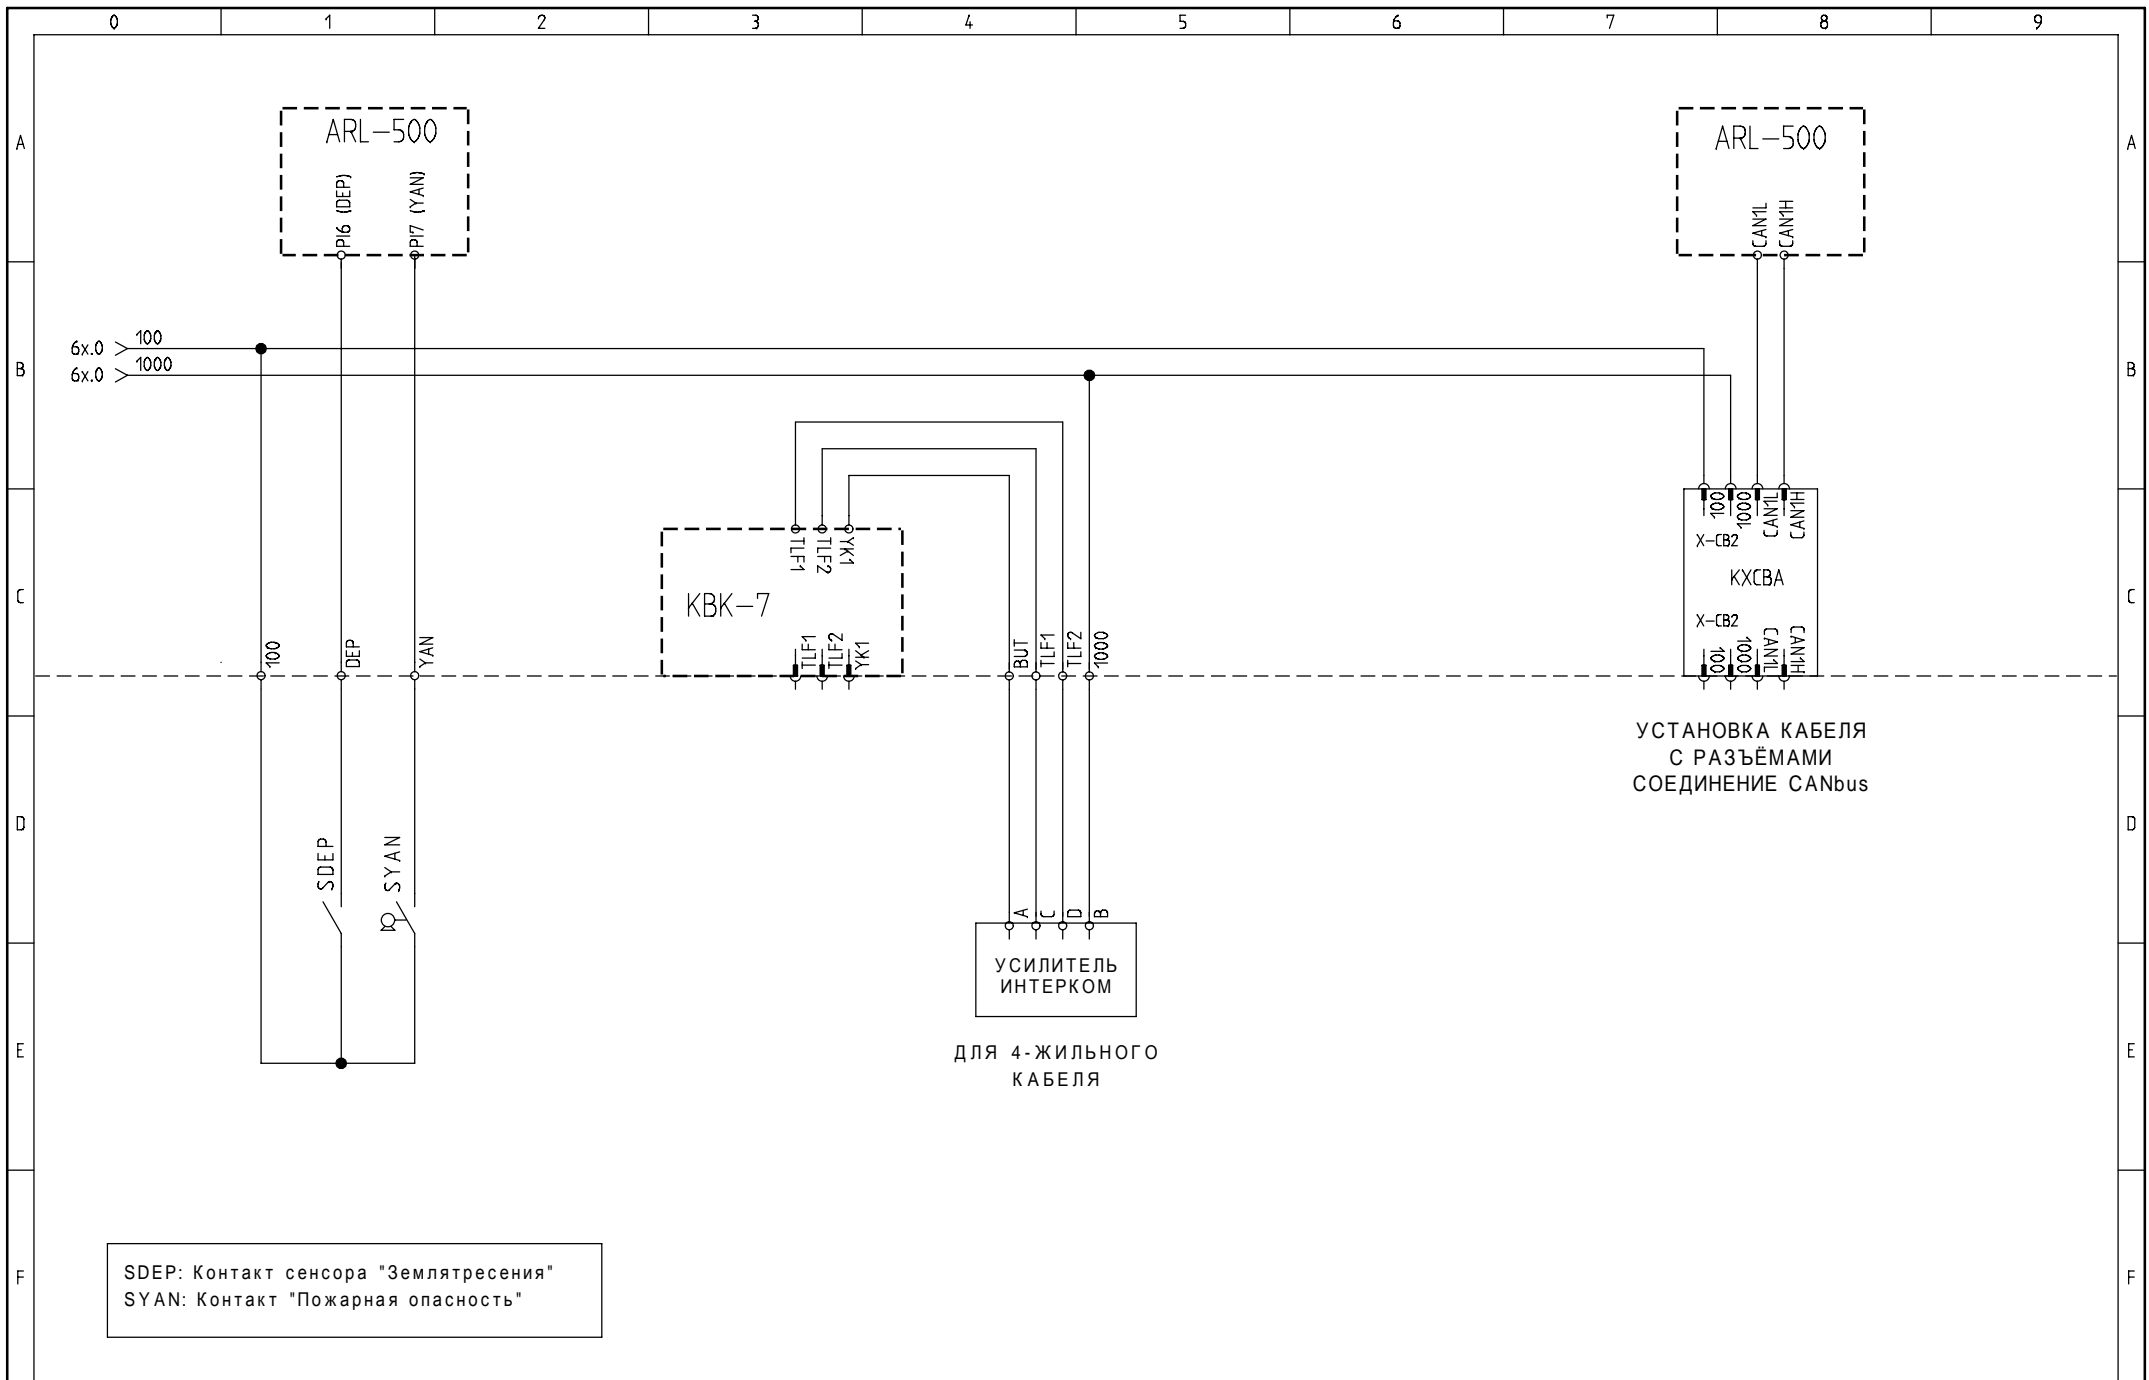 0 1 2 3 4 5 6 7 8 9
A A
ARL-500
PI6 (DEP)
PI7 (YAN)
ARL-500
CAN1L
CAN1H
6x.0 100
6x.0 1000
B B
TLF1
TLF2
YK1
KBK-7
TLF1
TLF2
YK1
100
1000
CAN1L
CAN1H
X-CB2
KXCBA
X-CB2
100
1000
CAN1L
CAN1H
C C
100
DEP
YAN
BUT
TLF1
TLF2
1000
УСТАНОВКА КАБЕЛЯ
С РАЗЪЁМАМИ
СОЕДИНЕНИЕ CANbus
D D
SDEP
SYAN
A
C
D
B
УСИЛИТЕЛЬ
ИНТЕРКОМ
ДЛЯ 4-ЖИЛЬНОГО
КАБЕЛЯ
E E
SDEP: Контакт сенсора "Землятресения"
SYAN: Контакт "Пожарная опасность"
F F